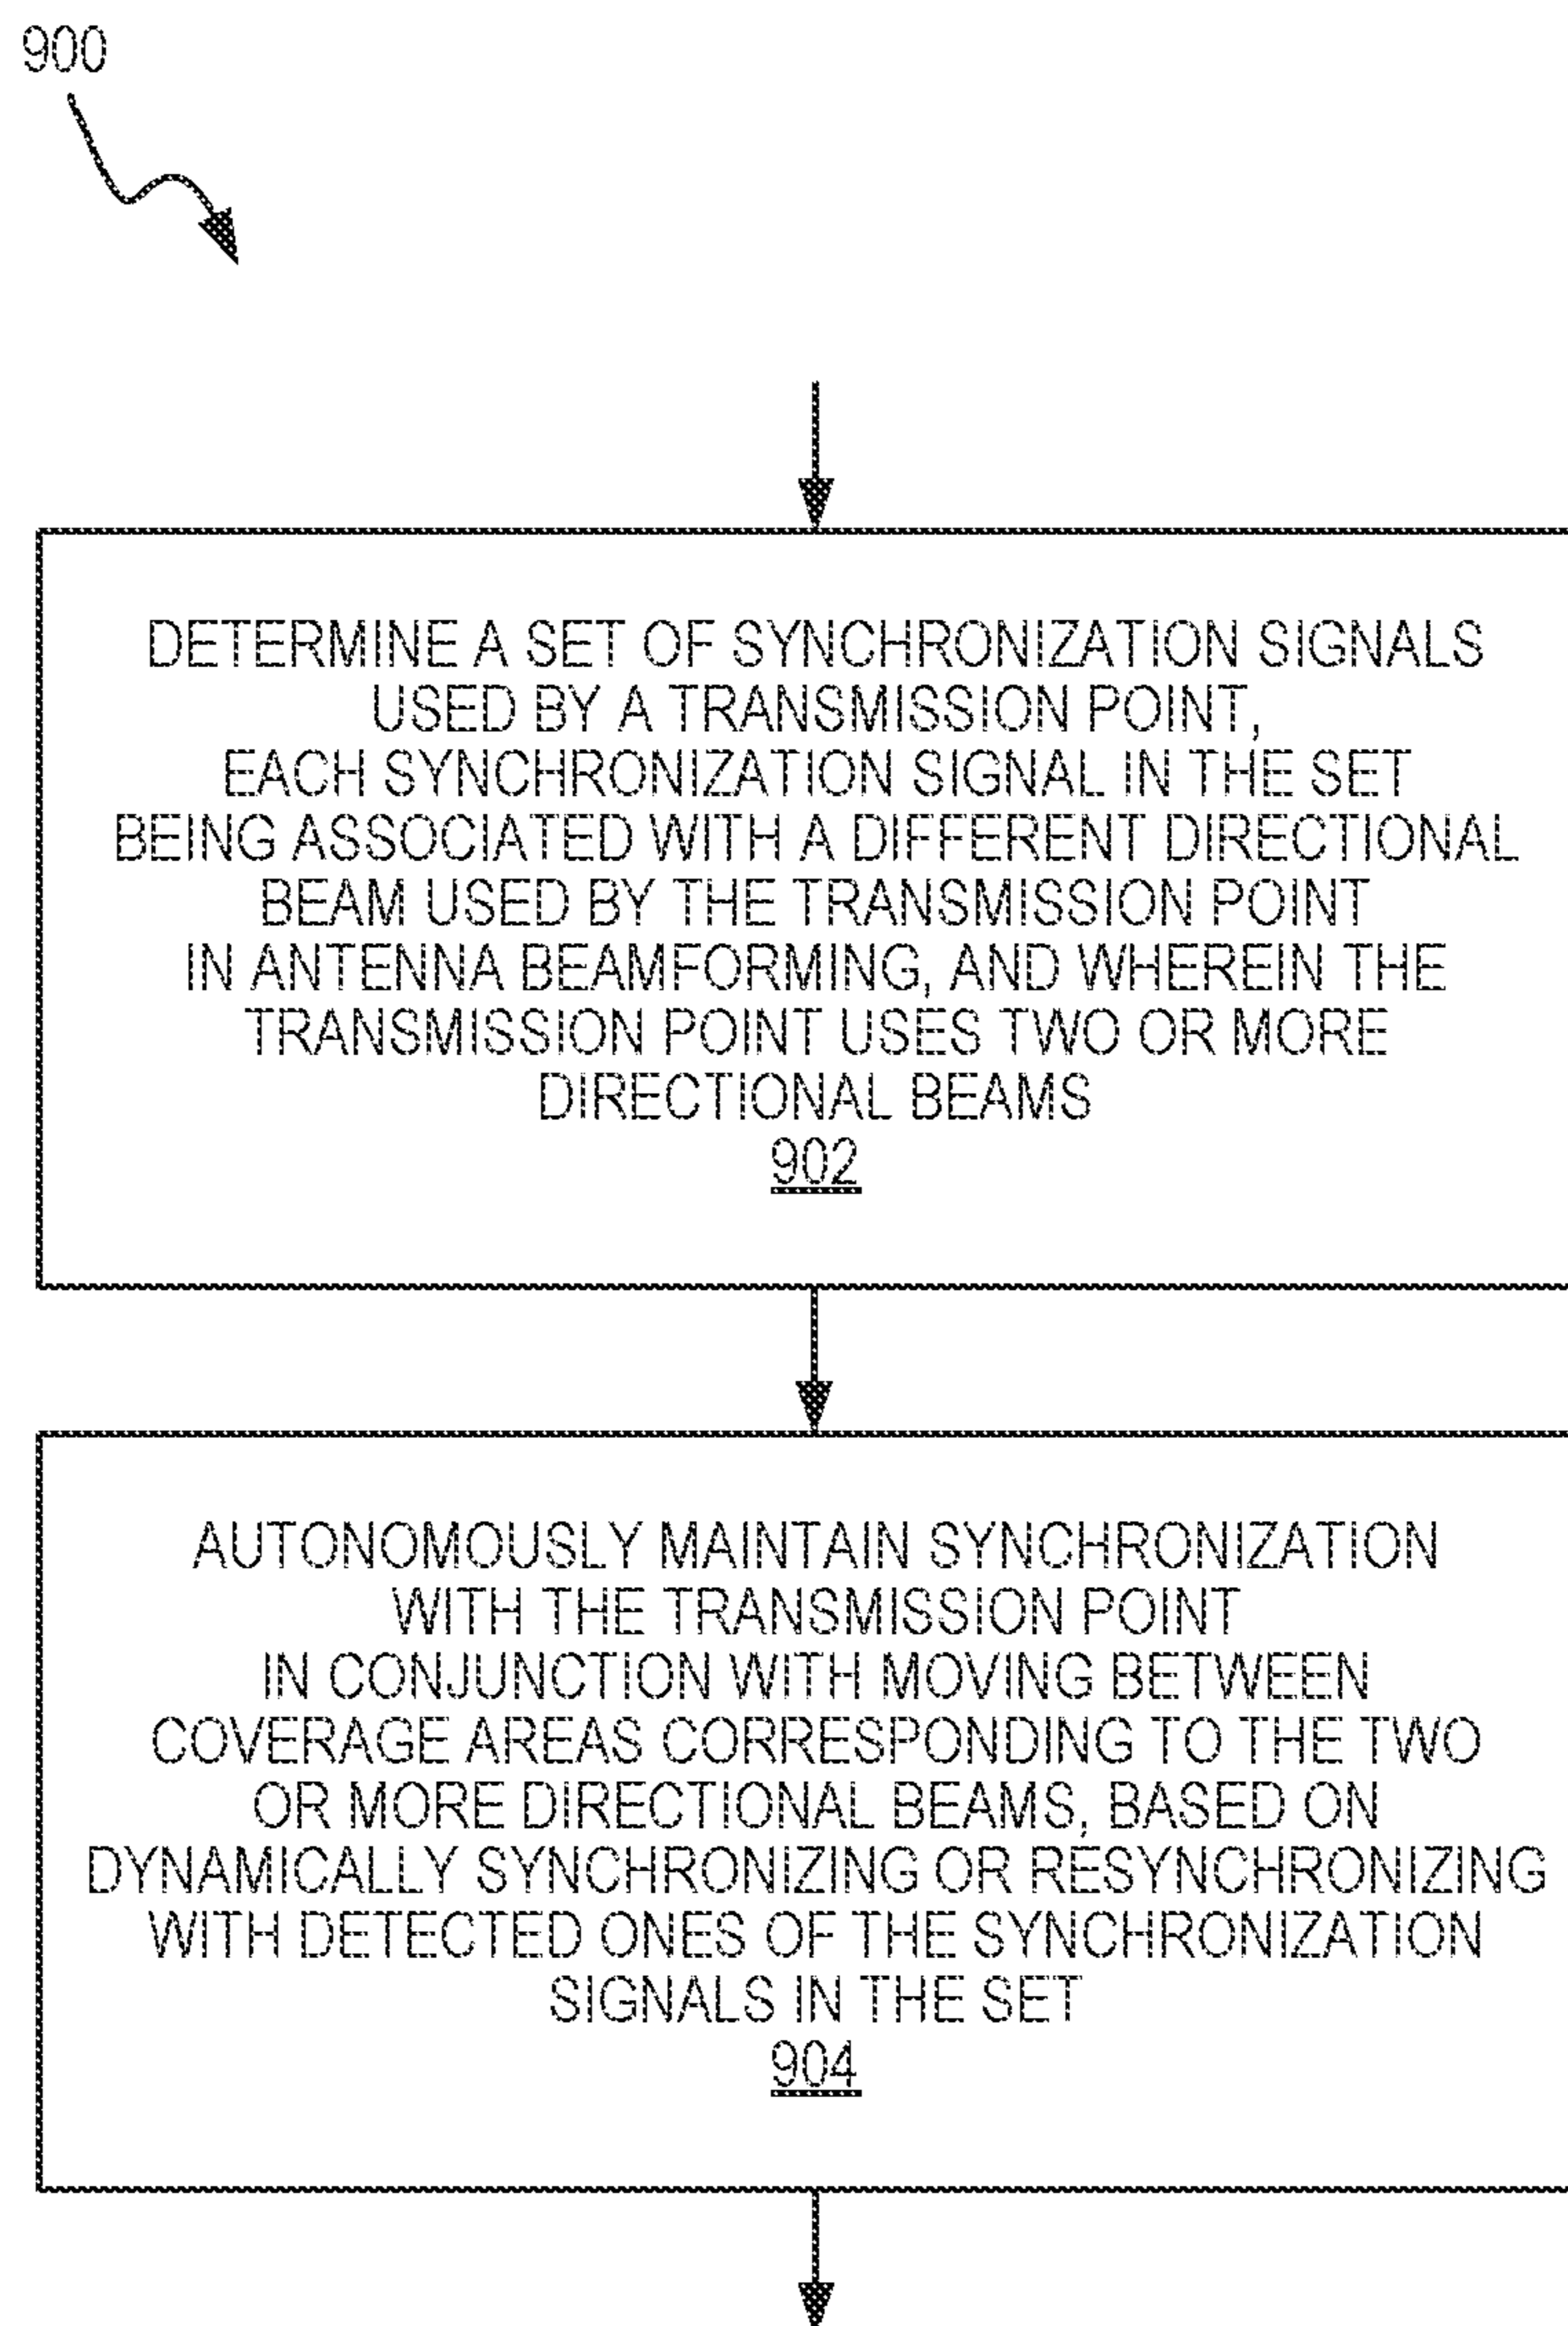 900
DETERMINE A SET OF SYNCHRONIZATION SIGNALS
USED BY A TRANSMISSION POINT,
EACH SYNCHRONIZATION SIGNAL IN THE SET
BEING ASSOCIATED WITH A DIFFERENT DIRECTIONAL
BEAM USED BY THE TRANSMISSION POINT
IN ANTENNA BEAMFORMING, AND WHEREIN THE
TRANSMISSION POINT USES TWO OR MORE
DIRECTIONAL BEAMS
902
AUTONOMOUSLY MAINTAIN SYNCHRONIZATION
WITH THE TRANSMISSION POINT
IN CONJUNCTION WITH MOVING BETWEEN
COVERAGE AREAS CORRESPONDING TO THE TWO
OR MORE DIRECTIONAL BEAMS, BASED ON
DYNAMICALLY SYNCHRONIZING OR RESYNCHRONIZING
WITH DETECTED ONES OF THE SYNCHRONIZATION
SIGNALS IN THE SET
904